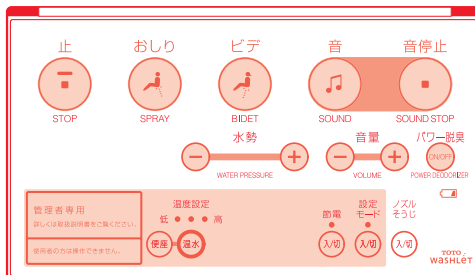 止 おしり ビデ 音 音停止
STOP SPRAY BIDET SOUND SOUND STOP
水勢 音量 パワー脱臭
ON/OFF
WATER PRESSURE VOLUME POWER DEODORIZER
温度設定
低 高
便座 温水
管理者専用
詳しくは取扱説明書をご覧ください。
使用者の方は操作できません。
節電 設定モード ノズルそうじ
入/切 入/切 入/切
TOTO
WASHLET